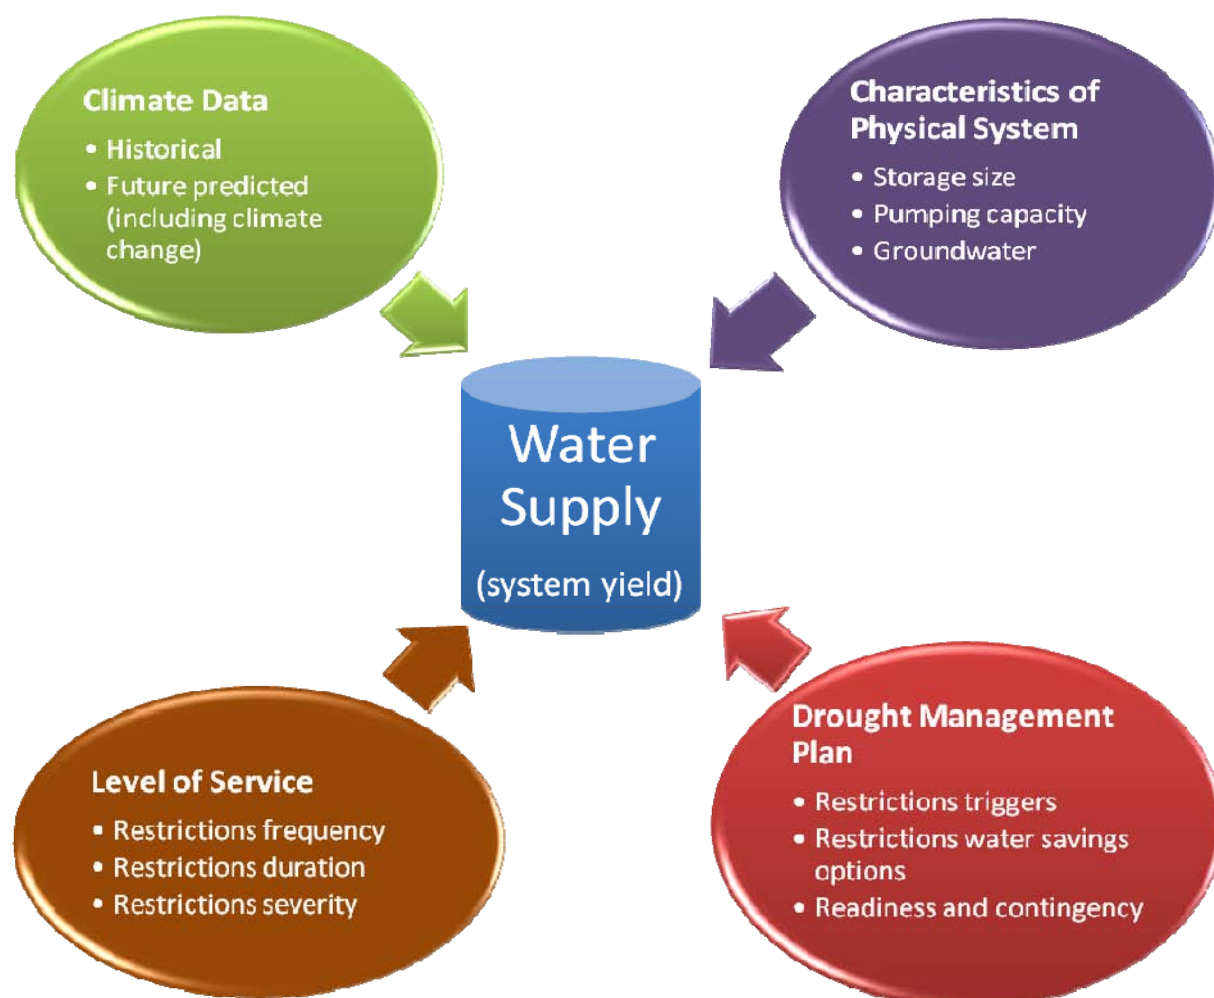 Climate Data
• Historical
• Future predicted
(including climate
change)
Characteristics of
Physical System
• Storage size
• Pumping capacity
• Groundwater
Water
Supply
(system yield)
Level of Service
• Restrictions frequency
• Restrictions duration
• Restrictions severity
Drought Management
Plan
• Restrictions triggers
• Restrictions water savings
options
• Readiness and contingency